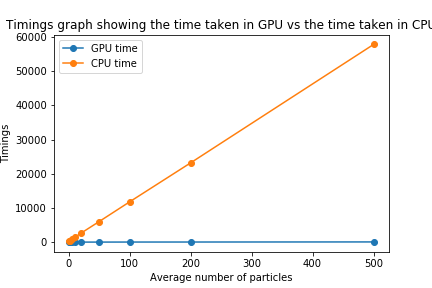 Timings graph showing the time taken in GPU vs the time taken in CPU
GPU time
CPU time
60000
50000
40000
30000
20000
10000
0
Timings
0 100 200 300 400 500
Average number of particles